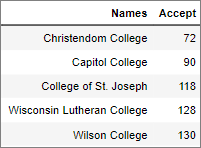 Names Accept
Christendom College 72
Capitol College 90
College of St. Joseph 118
Wisconsin Lutheran College 128
Wilson College 130